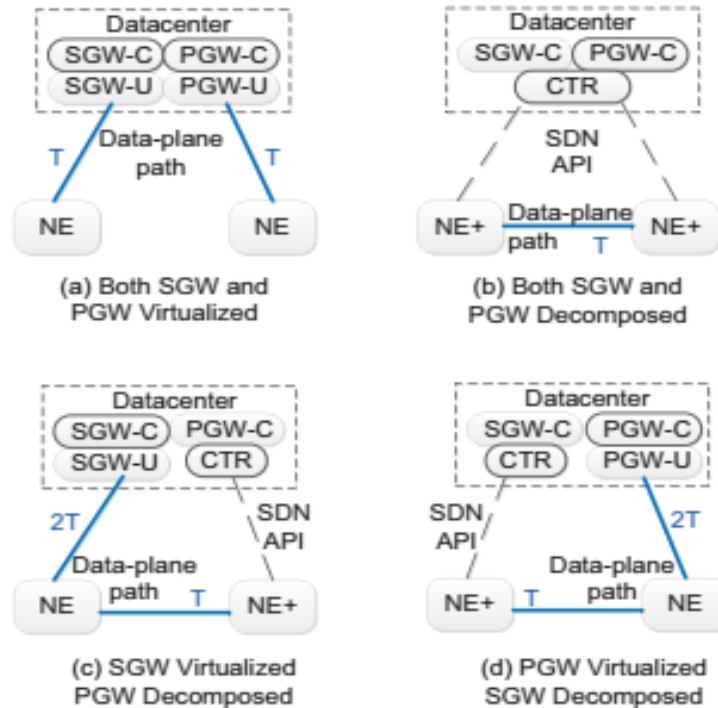 Datacenter
SGW-C PGW-C
SGW-U PGW-U
T Data-plane T
path
NE NE
(a) Both SGW and
PGW Virtualized
Datacenter
SGW-C PGW-C
CTR
SDN
API
NE+ Data-plane NE+
path T
(b) Both SGW and
PGW Decomposed
Datacenter
SGW-C PGW-C
SGW-U CTR
2T SDN
API
Data-plane
NE path T NE+
(c) SGW Virtualized
PGW Decomposed
Datacenter
SGW-C PGW-C
CTR PGW-U
SDN 2T
API
Data-plane
NE+ T path NE
(d) PGW Virtualized
SGW Decomposed